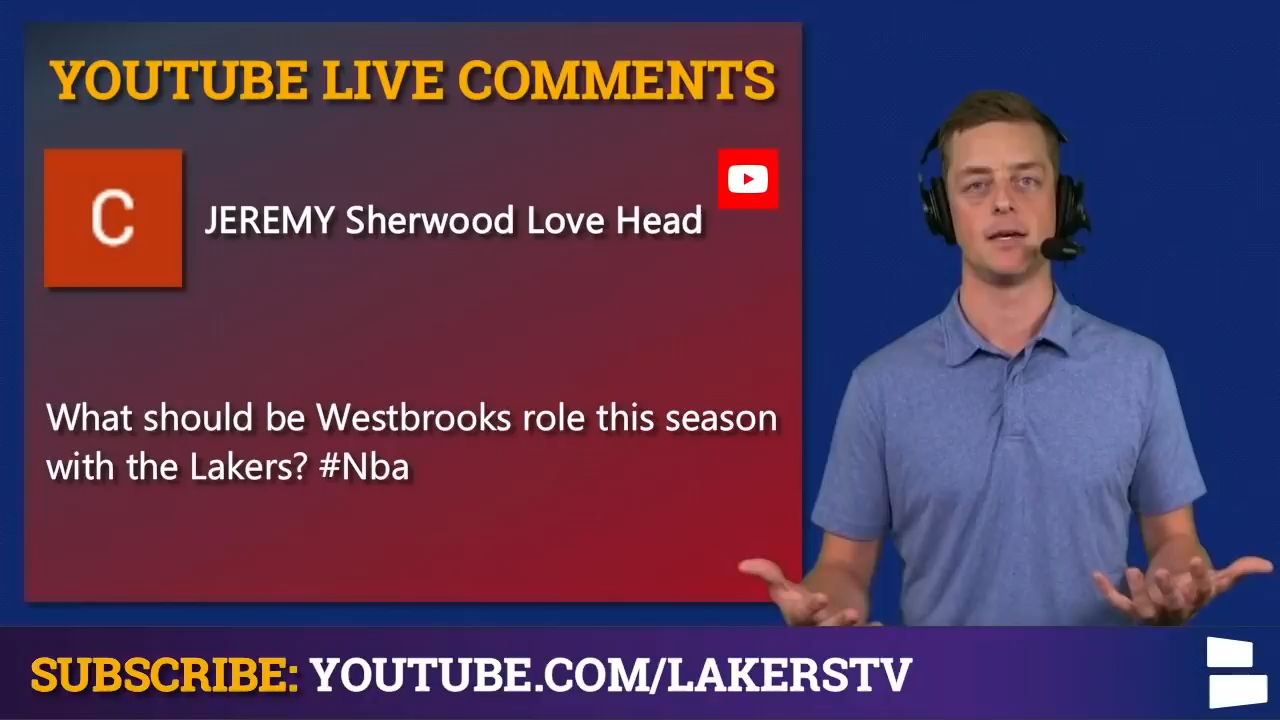 YOUTUBE LIVE COMMENTS
C
JEREMY Sherwood Love Head
What should be Westbrooks role this season
with the Lakers? #Nba
SUBSCRIBE: YOUTUBE.COM/LAKERSTV